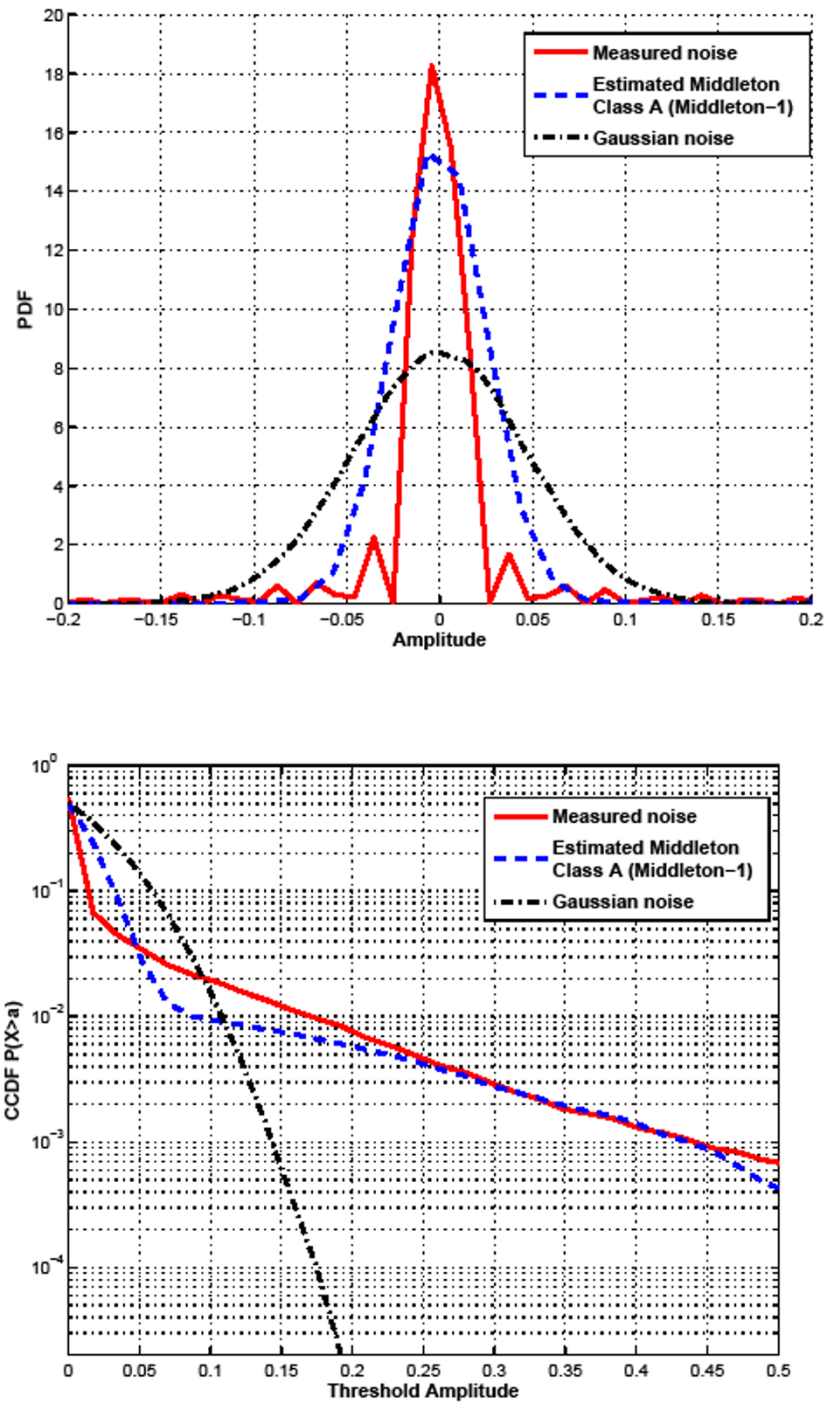 20
18
16
14
12
10
8
6
4
2
0
PDF
Measured noise
Estimated Middleton
Class A (Middleton−1)
Gaussian noise
−0.2 −0.15 −0.1 −0.05 0 0.05 0.1 0.15 0.2
Amplitude
10⁰
10⁻¹
10⁻²
10⁻³
10⁻⁴
CCDF P(X>a)
Measured noise
Estimated Middleton
Class A (Middleton−1)
Gaussian noise
0 0.05 0.1 0.15 0.2 0.25 0.3 0.35 0.4 0.45 0.5
Threshold Amplitude